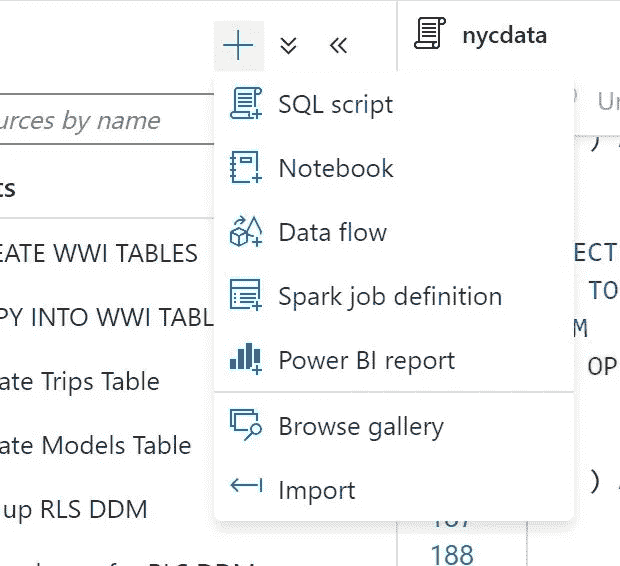 nycdata
SQL script
Un
urces by name
Notebook
ts
Data flow
EATE WWI TABLES
ECT
Spark job definition
TO
PY INTO WWI TABL
M
Power BI report
OP
ate Trips Table
Browse gallery
ate Models Table
Import
) 
up RLS DDM
187
188